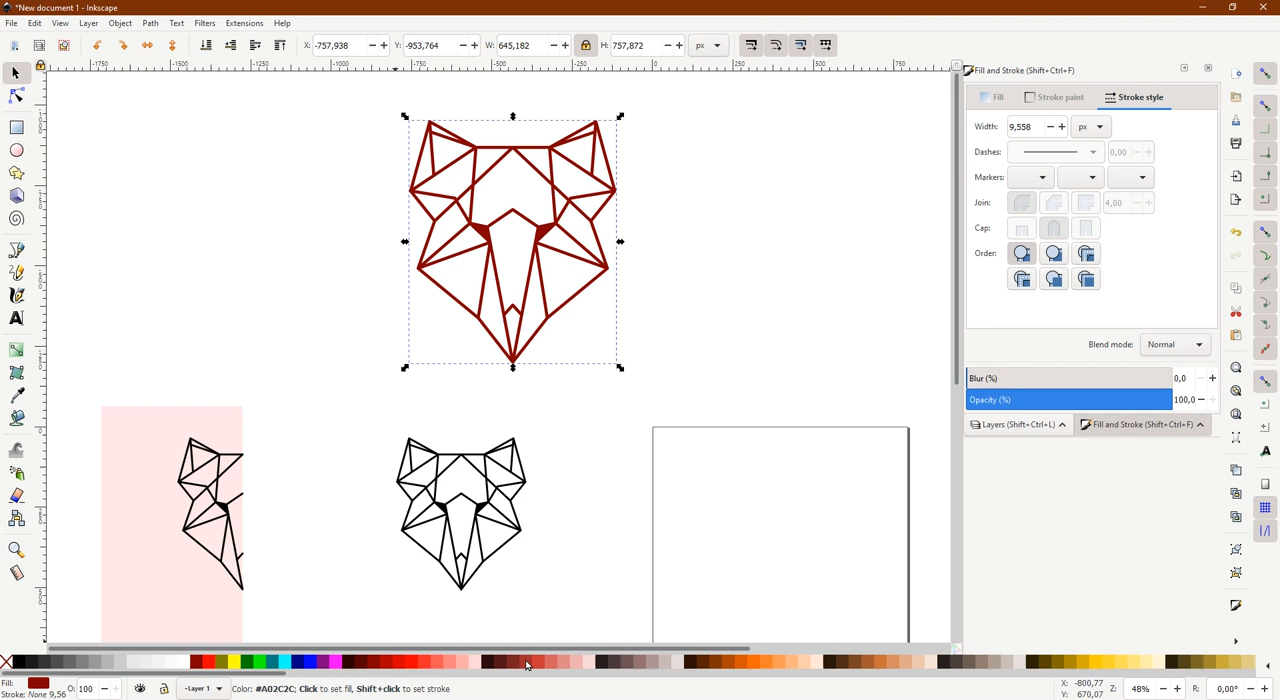 *New document 1 - Inkscape
File Edit View Layer Object Path Text Filters Extensions Help
X: -757,938 Y: -953,764 W: 645,182 H: 757,872 px
-750 -1500 -1250 -1000 -750 -500 -250 0 250 500 750
Fill and Stroke (Shift+Ctrl+F)
Fill Stroke paint Stroke style
Width: 9,558 px
Dashes: 0,00
Markers:
Join: 4,00
Cap:
Order:
Blend mode: Normal
Blur (%) 0,0
Opacity (%) 100,0
Layers (Shift+Ctrl+L) Fill and Stroke (Shift+Ctrl+F)
Fill: O: 100 -Layer 1 Color: #A02C2C; Click to set fill, Shift+click to set stroke X: -800,77 Z: 48% R: 0,00°
Stroke: None 9,56 Y: 670,07